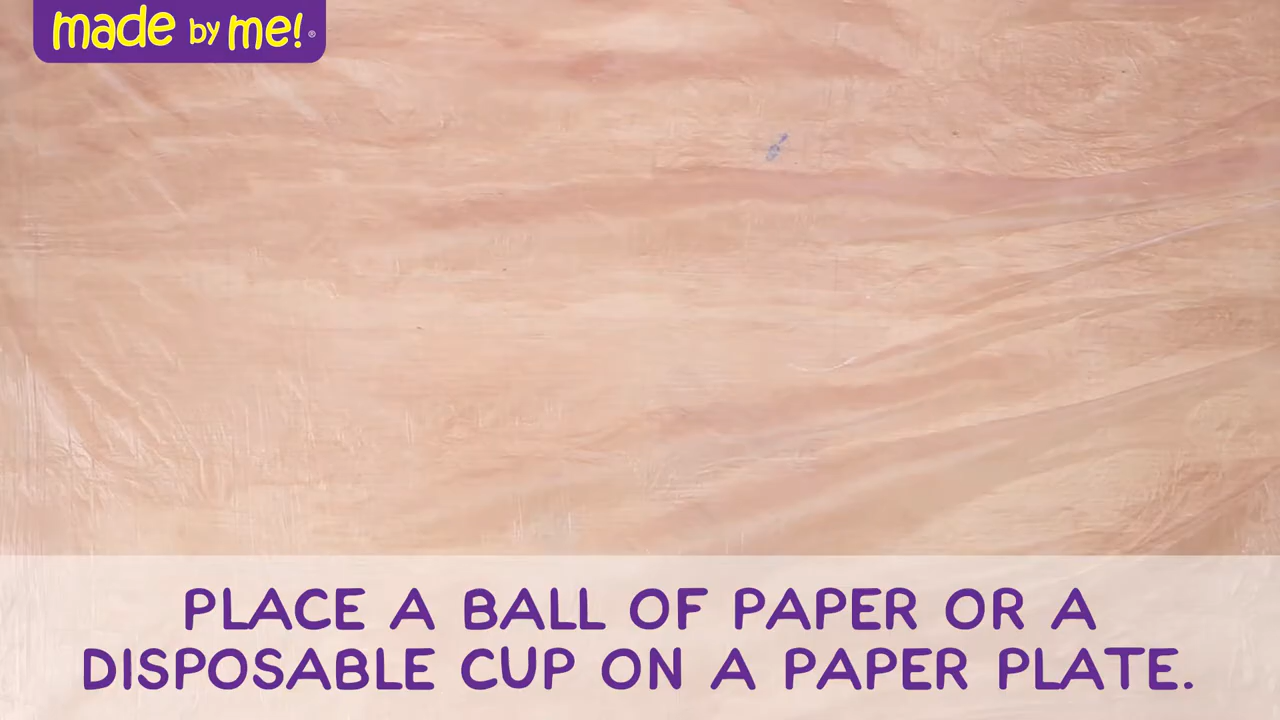 made by me!®
PLACE A BALL OF PAPER OR A
DISPOSABLE CUP ON A PAPER PLATE.